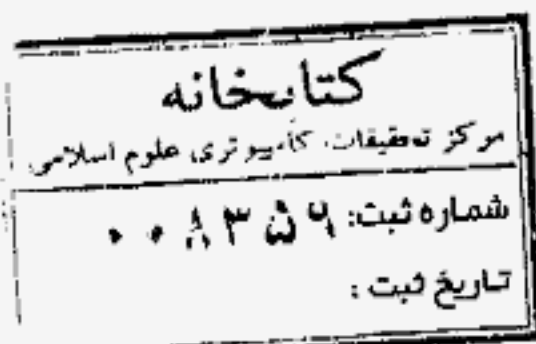 کتابخانه
مرکز تحقیقات کامپیوتری علوم اسلامی
شماره ثبت: ۰۰۸۳۵۹
تاریخ ثبت :